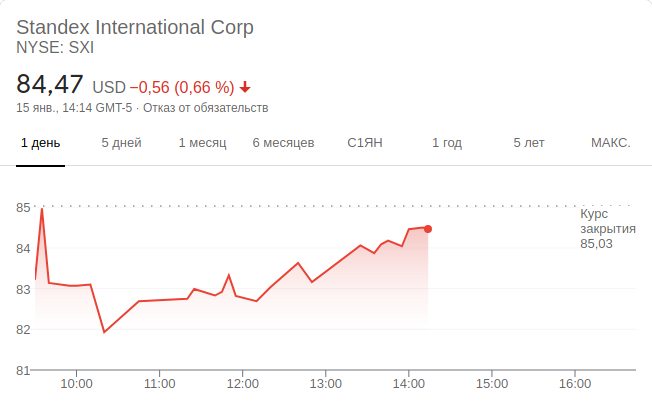 Standex International Corp
NYSE: SXI
84,47 USD −0,56 (0,66 %)
15 янв., 14:14 GMT-5 · Отказ от обязательств
1 день 5 дней 1 месяц 6 месяцев С1ЯН 1 год 5 лет МАКС.
85
Курс
закрытия
85,03
84
83
82
81
10:00 11:00 12:00 13:00 14:00 15:00 16:00